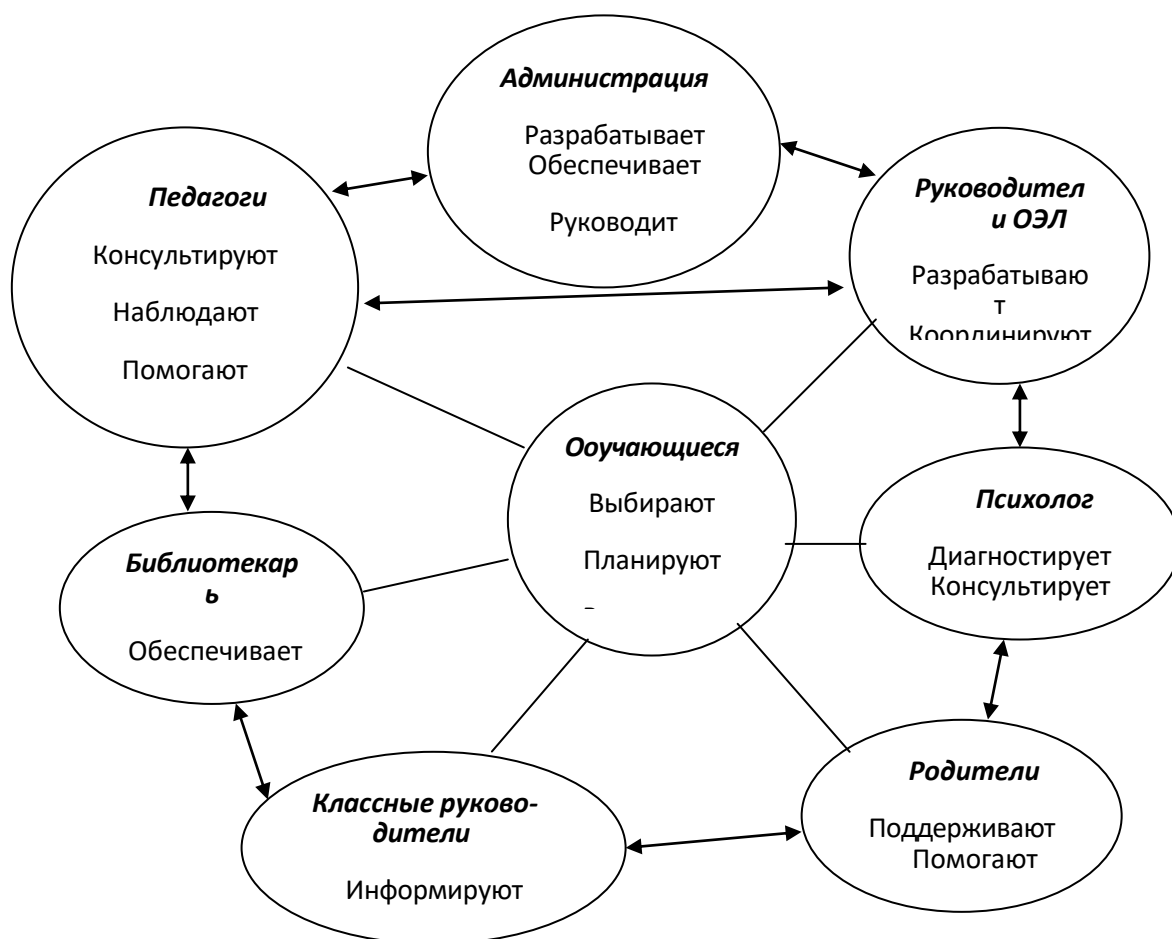 Администрация
Разрабатывает
Обеспечивает
Руководит
Педагоги
Консультируют
Наблюдают
Помогают
Руководител
и ОЭЛ
Разрабатываю
т
Координируют
Ооучающиеся
Выбирают
Планируют
Психолог
Диагностирует
Консультирует
Библиотекар
ь
Обеспечивает
Классные руково-
дители
Информируют
Родители
Поддерживают
Помогают